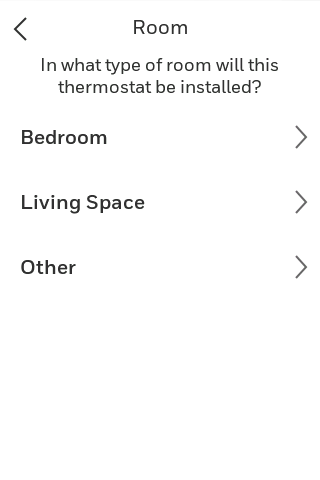 Room
In what type of room will this
thermostat be installed?
Bedroom
Living Space
Other